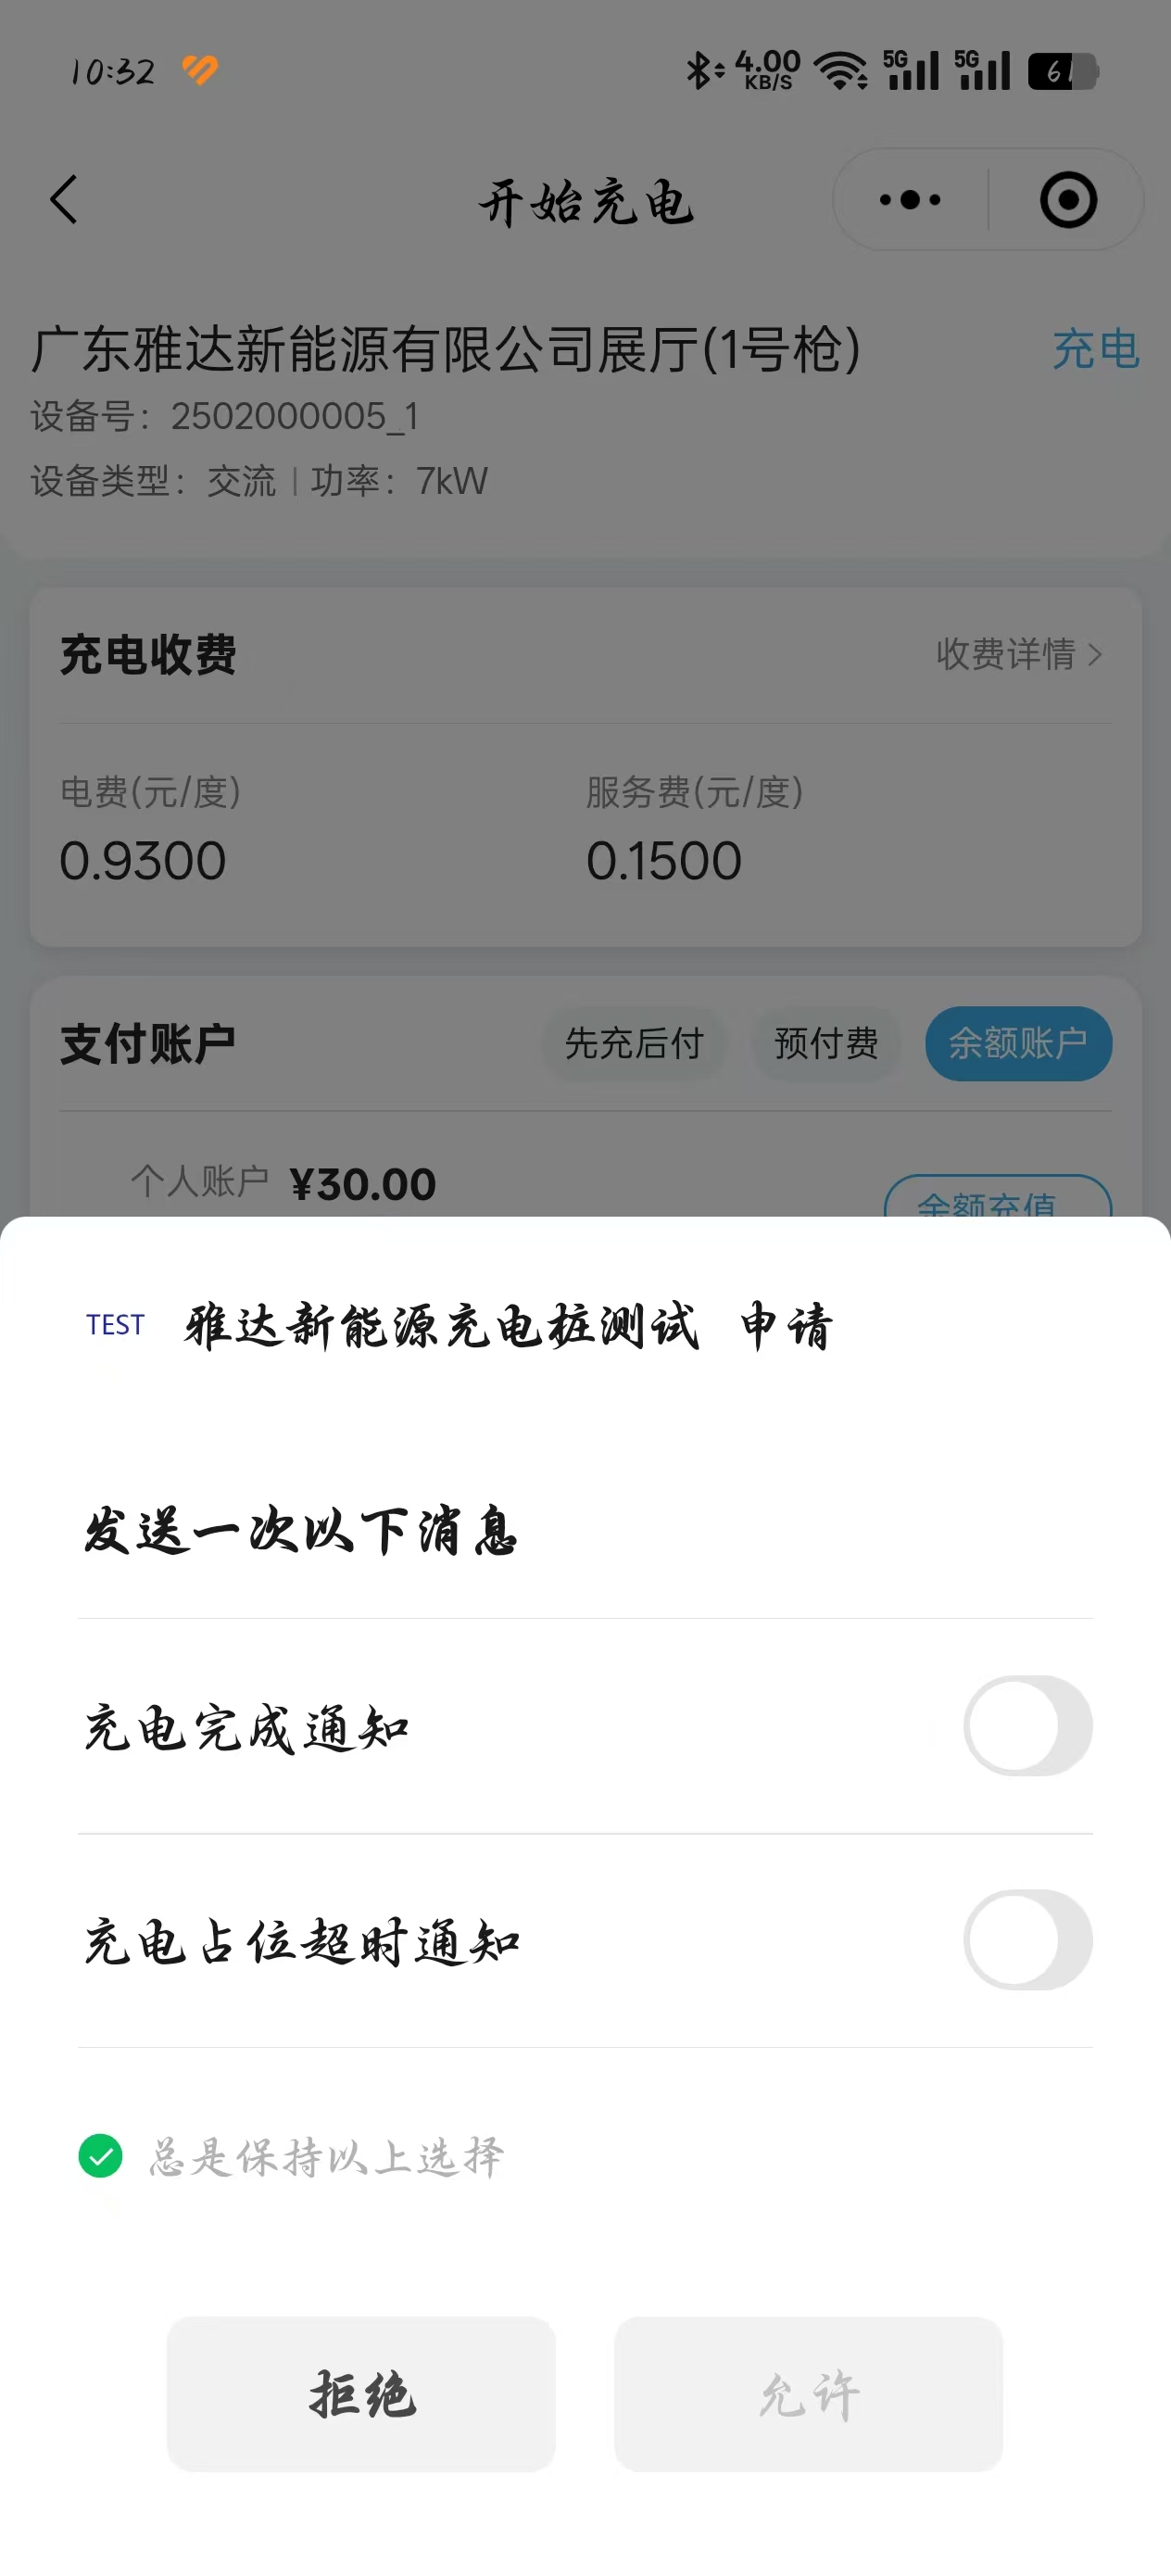 10:32
4.00 KB/S 5G 5G 61
开始充电
广东雅达新能源有限公司展厅(1号枪) 充电
设备号：2502000005_1
设备类型：交流 | 功率：7kW
充电收费 收费详情 >
电费(元/度) 服务费(元/度)
0.9300 0.1500
支付账户 先充后付 预付费 余额账户
个人账户 ¥30.00 余额充值
TEST 雅达新能源充电桩测试 申请
发送一次以下消息
充电完成通知
充电占位超时通知
总是保持以上选择
拒绝 允许